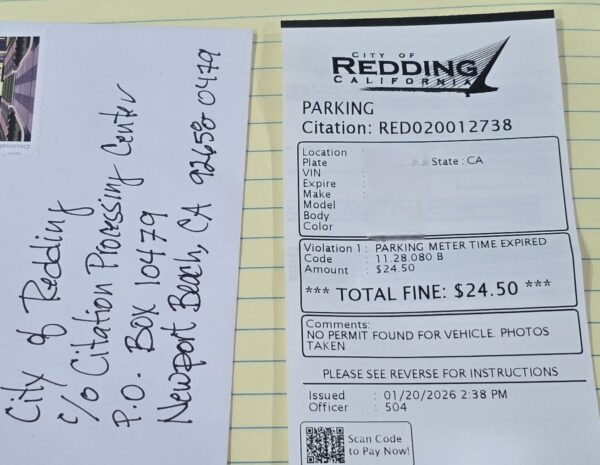 City of Redding
c/o Citation Processing Center
P.O. Box 10479
Newport Beach, CA 92658-0479
CITY OF
REDDING
CALIFORNIA
PARKING
Citation: RED020012738
Location :
Plate : State : CA
VIN :
Expire :
Make :
Model :
Body :
Color :
Violation 1 : PARKING METER TIME EXPIRED
Code : 11.28.080 B
Amount : $24.50
*** TOTAL FINE: $24.50 ***
Comments:
NO PERMIT FOUND FOR VEHICLE. PHOTOS
TAKEN
PLEASE SEE REVERSE FOR INSTRUCTIONS
Issued : 01/20/2026 2:38 PM
Officer : 504
Scan Code
to Pay Now!